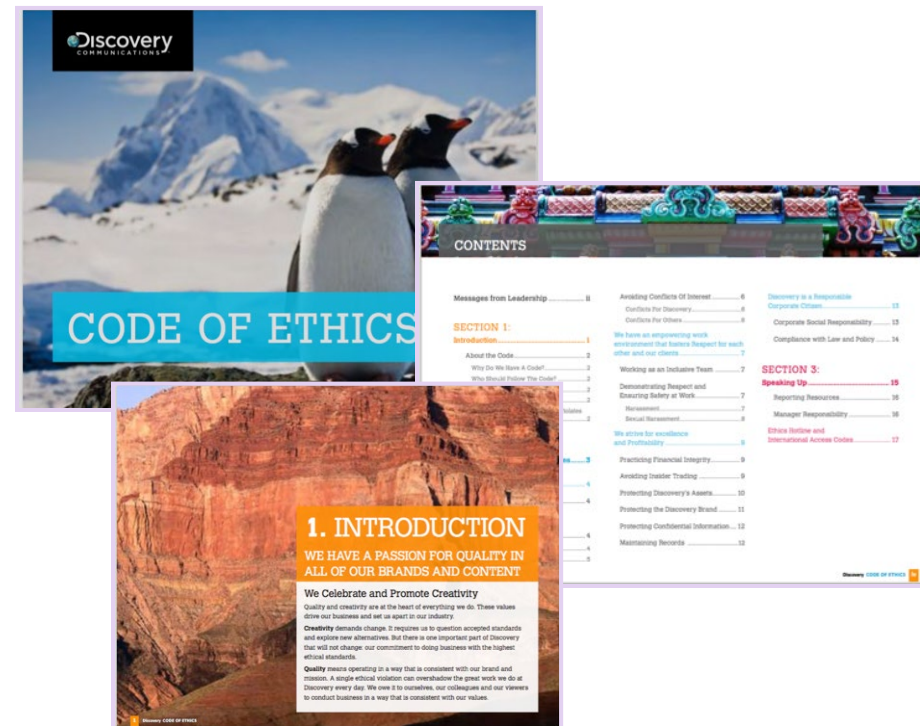 Discovery
COMMUNICATIONS
CODE OF ETHICS
CONTENTS
Messages from Leadership ................ ii
SECTION 1:
Introduction ................ 1
About the Code ................ 2
Why Do We Have A Code? ................ 2
Who Should Follow The Code? ................ 2
2
2
2
3
4
4
4
5
Avoiding Conflicts Of Interest ................ 6
Conflicts For Discovery ................ 6
Conflicts For Others ................ 6
We have an empowering work
environment that fosters Respect for each
other and our clients ................ 7
Working as an Inclusive Team ................ 7
Demonstrating Respect and
Ensuring Safety at Work ................ 7
Harassment ................ 7
Sexual Harassment ................ 8
We strive for excellence
and Profitability ................ 9
Practicing Financial Integrity ................ 9
Avoiding Insider Trading ................ 9
Protecting Discovery's Assets ................ 10
Protecting the Discovery Brand ................ 11
Protecting Confidential Information ... 12
Maintaining Records ................ 12
Discovery is a Responsible
Corporate Citizen ................ 13
Corporate Social Responsibility ................ 13
Compliance with Law and Policy ................ 14
SECTION 3:
Speaking Up ................ 15
Reporting Resources ................ 16
Manager Responsibility ................ 16
Ethics Hotline and
International Access Codes ................ 17
Discovery CODE OF ETHICS
1. INTRODUCTION
WE HAVE A PASSION FOR QUALITY IN
ALL OF OUR BRANDS AND CONTENT
We Celebrate and Promote Creativity
Quality and creativity are at the heart of everything we do. These values
drive our business and set us apart in our industry.
Creativity demands change. It requires us to question accepted standards
and explore new alternatives. But there is one important part of Discovery
that will not change: our commitment to doing business with the highest
ethical standards.
Quality means operating in a way that is consistent with our brand and
mission. A single ethical violation can overshadow the great work we do at
Discovery every day. We owe it to ourselves, our colleagues and our viewers
to conduct business in a way that is consistent with our values.
1 Discovery CODE OF ETHICS